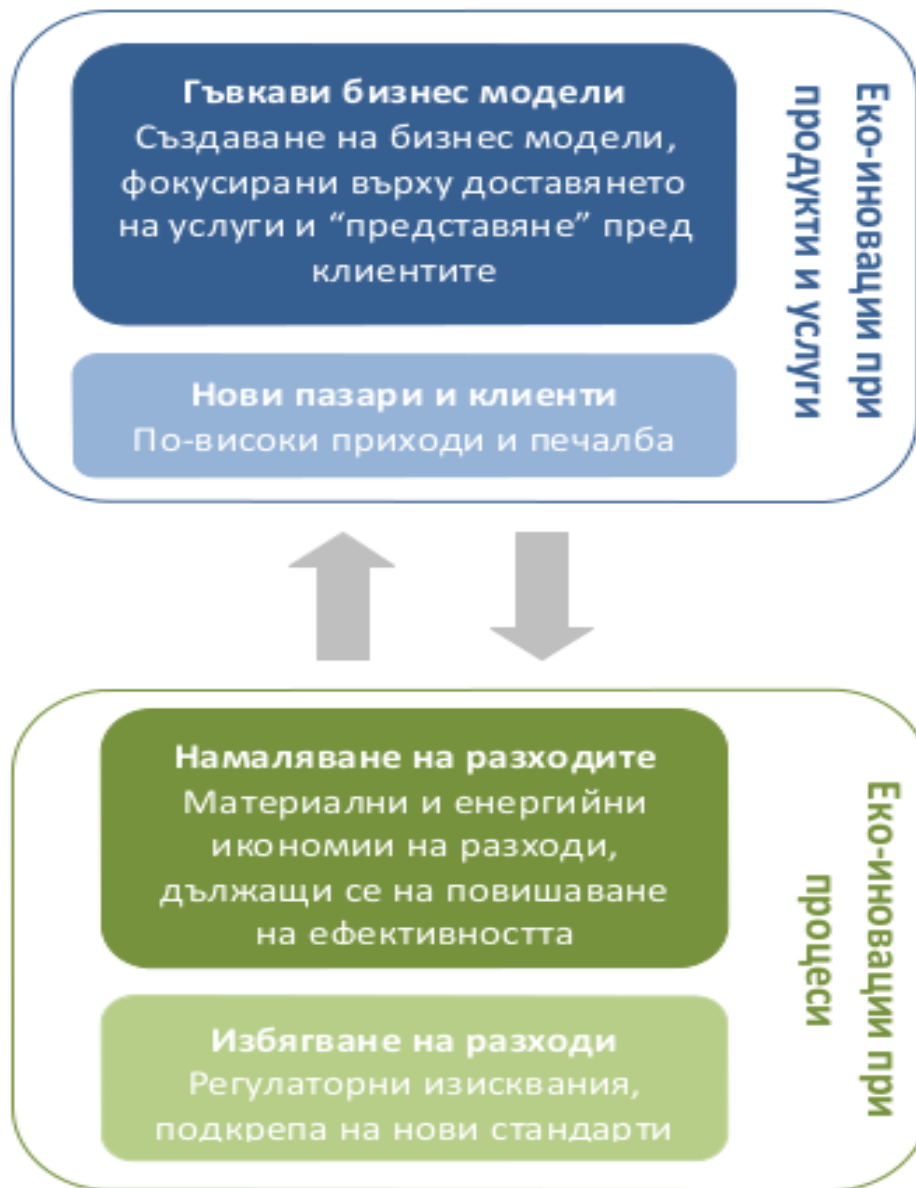 Гъвкави бизнес модели
Създаване на бизнес модели,
фокусирани върху доставянето
на услуги и “представяне” пред
клиентите
Нови пазари и клиенти
По-високи приходи и печалба
Еко-иновации при
продукти и услуги
Намаляване на разходите
Материални и енергийни
икономии на разходи,
дължащи се на повишаване
на ефективността
Избягване на разходи
Регулаторни изисквания,
подкрепа на нови стандарти
Еко-иновации при
процеси